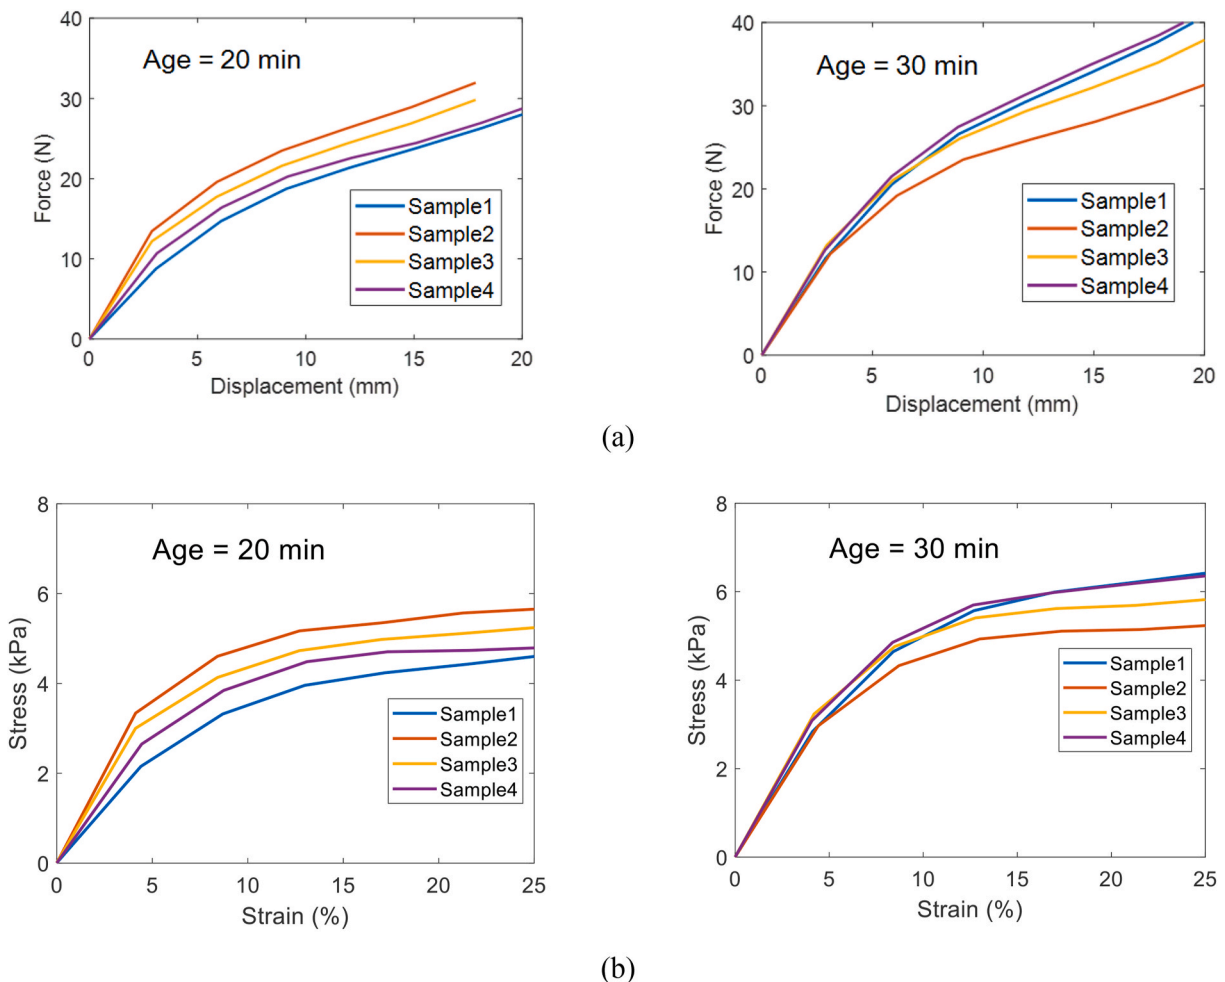 40
30
20
10
0
Force (N)
Age = 20 min
Sample1
Sample2
Sample3
Sample4
0 5 10 15 20
Displacement (mm)
40
30
20
10
0
Force (N)
Age = 30 min
Sample1
Sample2
Sample3
Sample4
0 5 10 15 20
Displacement (mm)
(a)
8
6
4
2
0
Stress (kPa)
Age = 20 min
Sample1
Sample2
Sample3
Sample4
0 5 10 15 20 25
Strain (%)
8
6
4
2
0
Stress (kPa)
Age = 30 min
Sample1
Sample2
Sample3
Sample4
0 5 10 15 20 25
Strain (%)
(b)